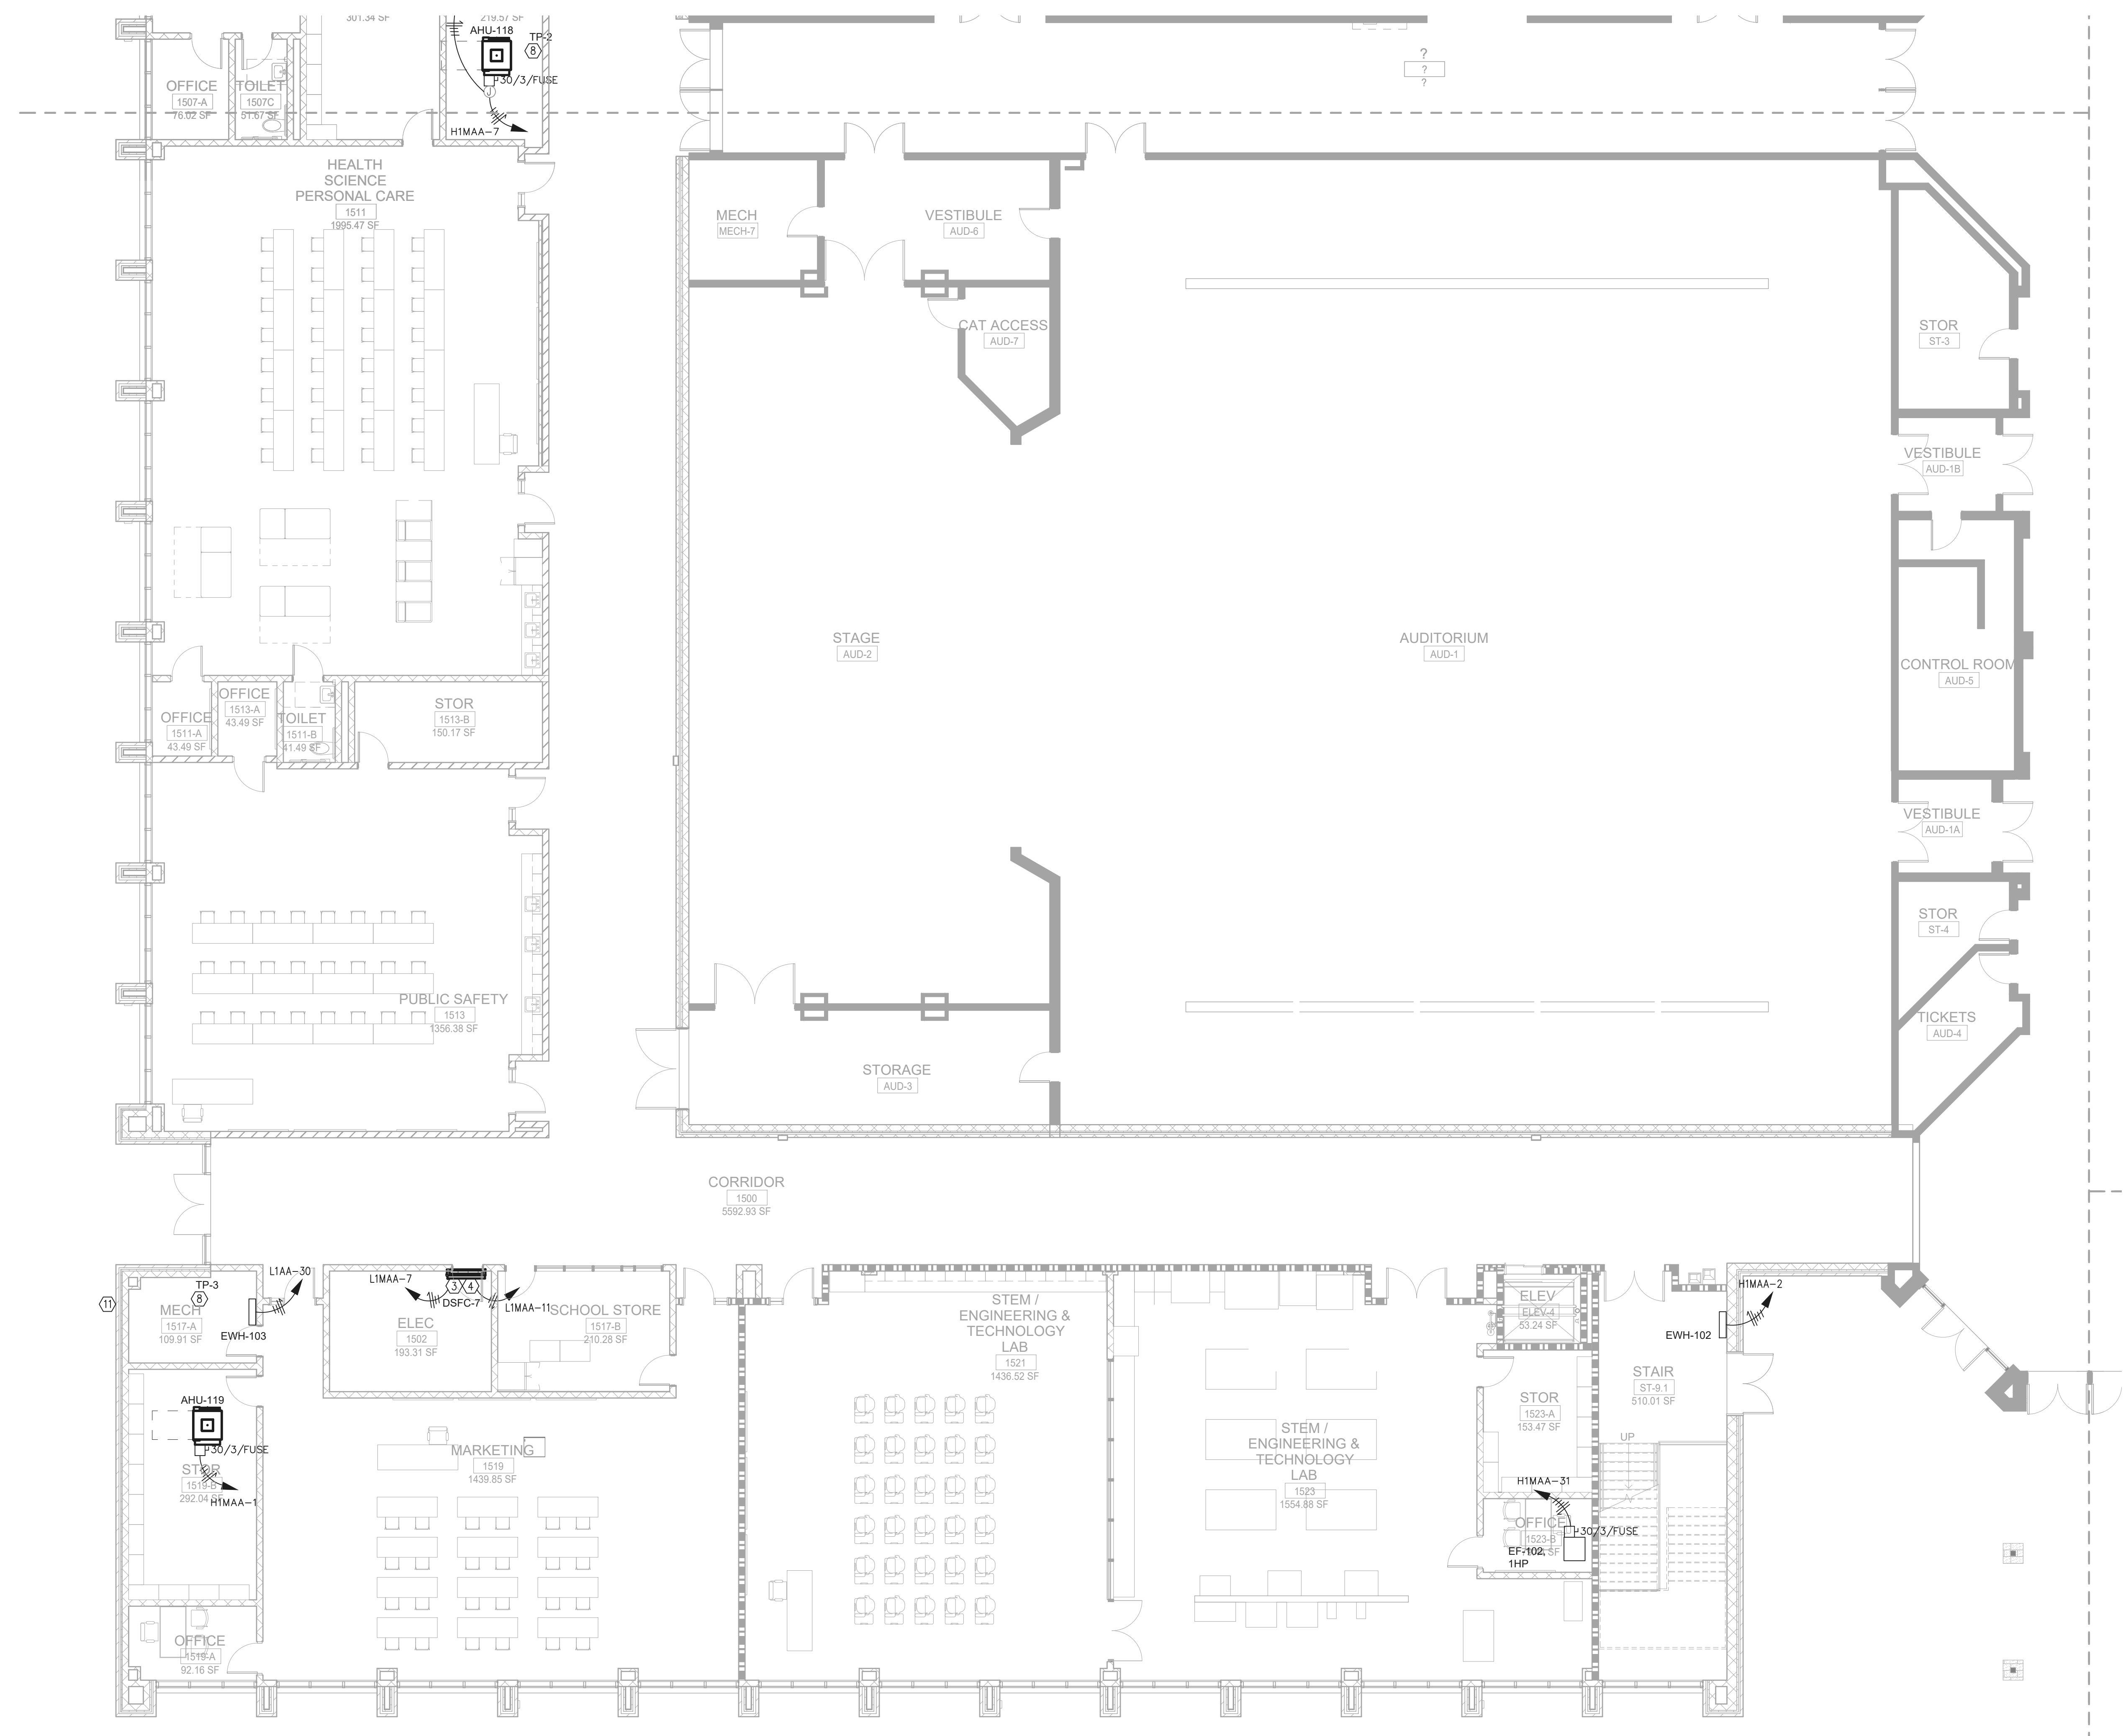 301.34 SF
219.57 SF
AHU-118
TP-2
8
30/3/FUSE
J
H1MAA-7
OFFICE
1507-A
76.02 SF
TOILET
1507C
51.67 SF
?
?
?
HEALTH
SCIENCE
PERSONAL CARE
1511
1995.47 SF
MECH
MECH-7
VESTIBULE
AUD-6
CAT ACCESS
AUD-7
STOR
ST-3
VESTIBULE
AUD-1B
STAGE
AUD-2
AUDITORIUM
AUD-1
CONTROL ROOM
AUD-5
OFFICE
1513-A
43.49 SF
OFFICE
1511-A
43.49 SF
TOILET
1511-B
41.49 SF
STOR
1513-B
150.17 SF
VESTIBULE
AUD-1A
STOR
ST-4
PUBLIC SAFETY
1513
1356.38 SF
TICKETS
AUD-4
STORAGE
AUD-3
CORRIDOR
1500
5592.93 SF
11
TP-3
8
MECH
1517-A
109.91 SF
L1AA-30
EWH-103
L1MAA-7
3
4
DSFC-7
L1MAA-11
ELEC
1502
193.31 SF
SCHOOL STORE
1517-B
210.28 SF
STEM /
ENGINEERING &
TECHNOLOGY
LAB
1521
1436.52 SF
ELEV
ELEV-4
53.24 SF
H1MAA-2
EWH-102
STAIR
ST-9.1
510.01 SF
UP
AHU-119
30/3/FUSE
STOR
1519-B
292.04 SF
H1MAA-1
MARKETING
1519
1439.85 SF
STEM /
ENGINEERING &
TECHNOLOGY
LAB
1523
1554.88 SF
STOR
1523-A
153.47 SF
H1MAA-31
OFFICE
1523-B
SF
30/3/FUSE
EF-102,
1HP
OFFICE
1519-A
92.16 SF